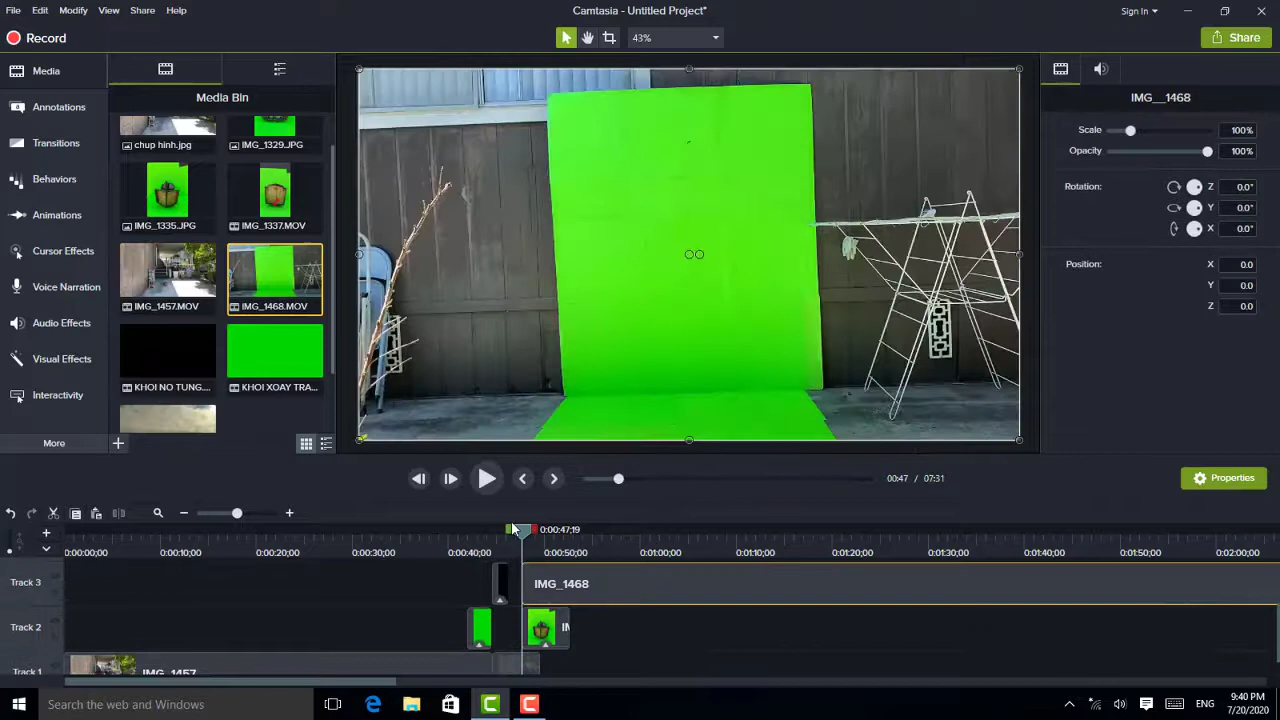 File Edit Modify View Share Help
Camtasia - Untitled Project*
Sign In
Record
43%
Share
Media
Annotations
Transitions
Behaviors
Animations
Cursor Effects
Voice Narration
Audio Effects
Visual Effects
Interactivity
More
Media Bin
chup hinh.jpg
IMG_1329.JPG
IMG_1335.JPG
IMG_1337.MOV
IMG_1457.MOV
IMG_1468.MOV
KHOI NO TUNG....
KHOI XOAY TRA...
IMG__1468
Scale 100%
Opacity 100%
Rotation: Z 0.0°
Y 0.0°
X 0.0°
Position: X 0.0
Y 0.0
Z 0.0
00:47 / 07:31
Properties
0:00:47;19
0:00:00;00 0:00:10;00 0:00:20;00 0:00:30;00 0:00:40;00 0:00:50;00 0:01:00;00 0:01:10;00 0:01:20;00 0:01:30;00 0:01:40;00 0:01:50;00 0:02:00;00
Track 3
IMG_1468
Track 2
Track 1
IMG_1457
Search the web and Windows
ENG
9:40 PM
7/20/2020